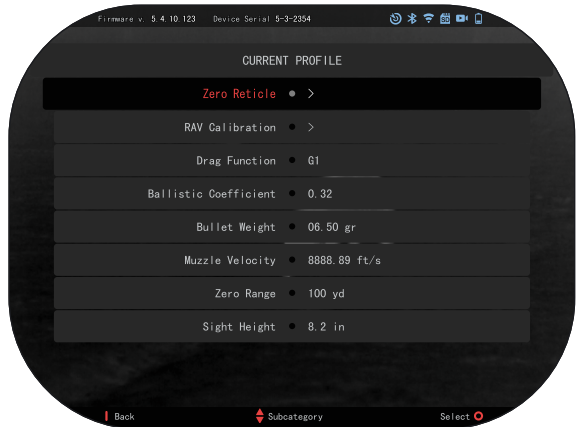 Firmware v. 5.4.10.123 Device Serial 5-3-2354
CURRENT PROFILE
Zero Reticle >
RAV Calibration >
Drag Function G1
Ballistic Coefficient 0.32
Bullet Weight 06.50 gr
Muzzle Velocity 8888.89 ft/s
Zero Range 100 yd
Sight Height 8.2 in
Back Subcategory Select